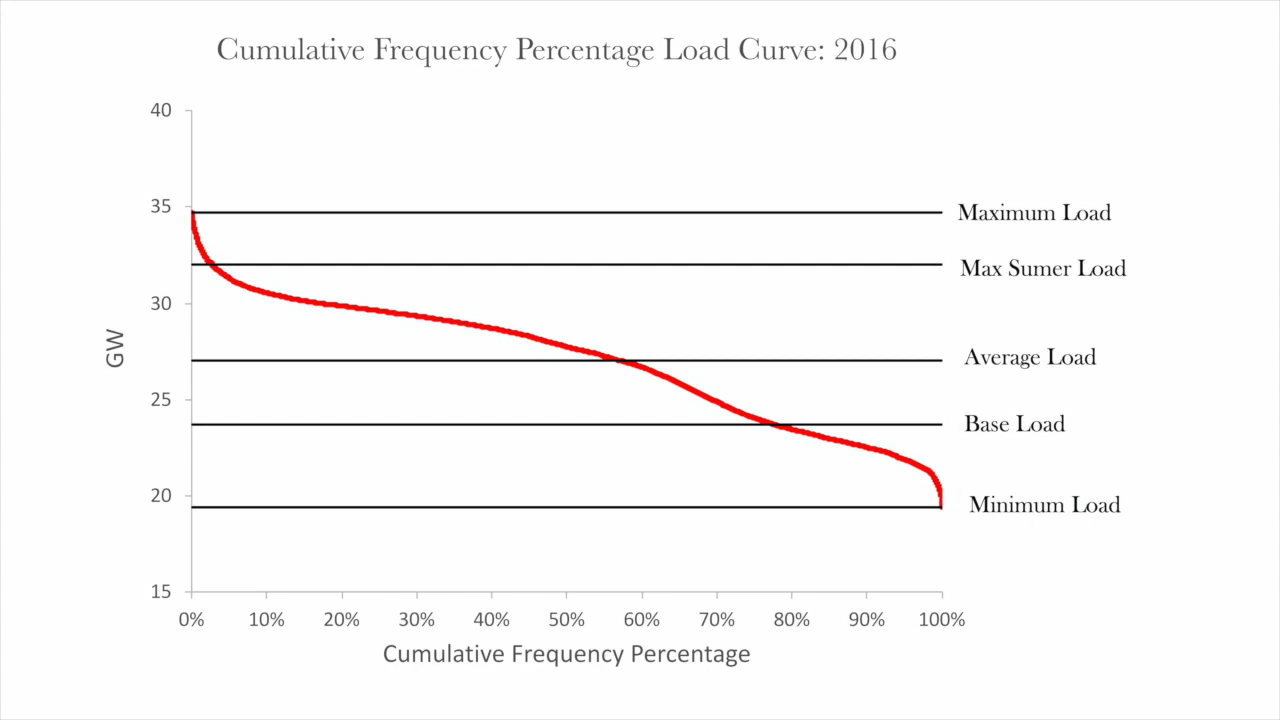 Cumulative Frequency Percentage Load Curve: 2016
40
35
30
25
20
15
GW
Maximum Load
Max Sumer Load
Average Load
Base Load
Minimum Load
0% 10% 20% 30% 40% 50% 60% 70% 80% 90% 100%
Cumulative Frequency Percentage